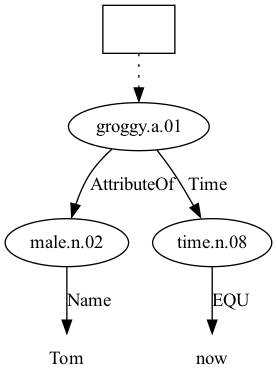 groggy.a.01
AttributeOf Time
male.n.02 time.n.08
Name EQU
Tom now